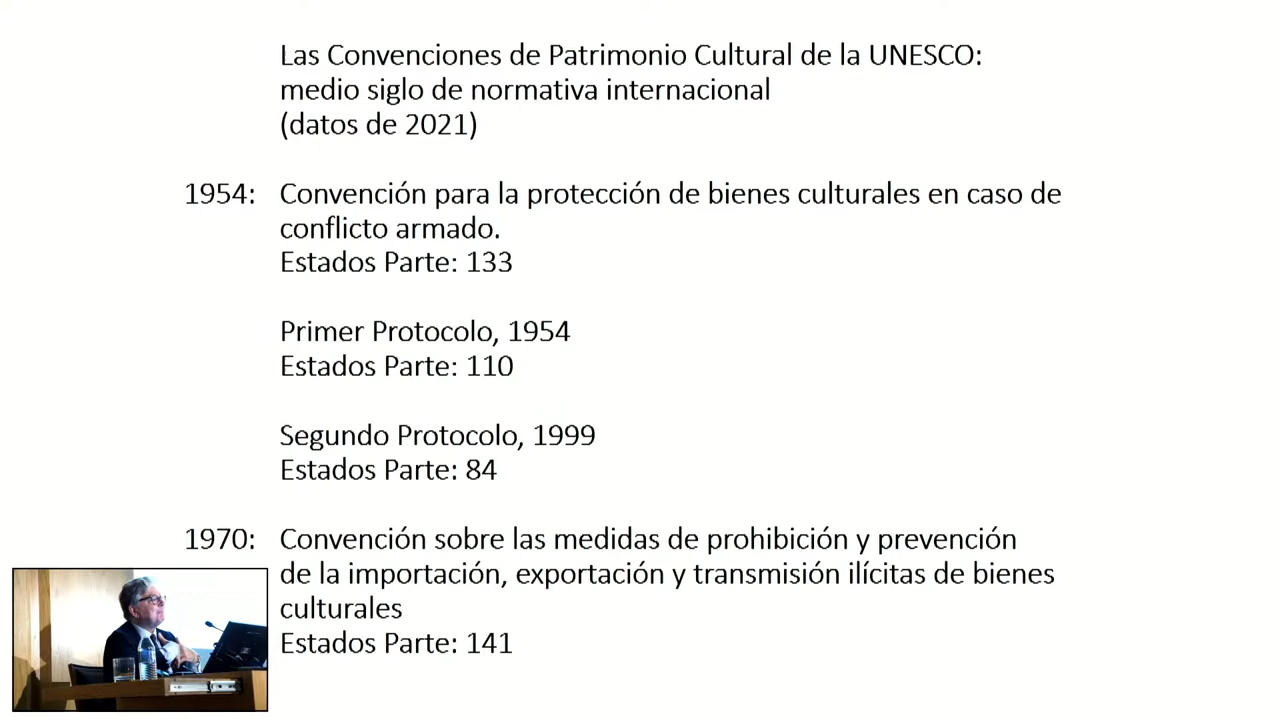 Las Convenciones de Patrimonio Cultural de la UNESCO:
medio siglo de normativa internacional
(datos de 2021)
1954: Convención para la protección de bienes culturales en caso de
conflicto armado.
Estados Parte: 133
Primer Protocolo, 1954
Estados Parte: 110
Segundo Protocolo, 1999
Estados Parte: 84
1970: Convención sobre las medidas de prohibición y prevención
de la importación, exportación y transmisión ilícitas de bienes
culturales
Estados Parte: 141